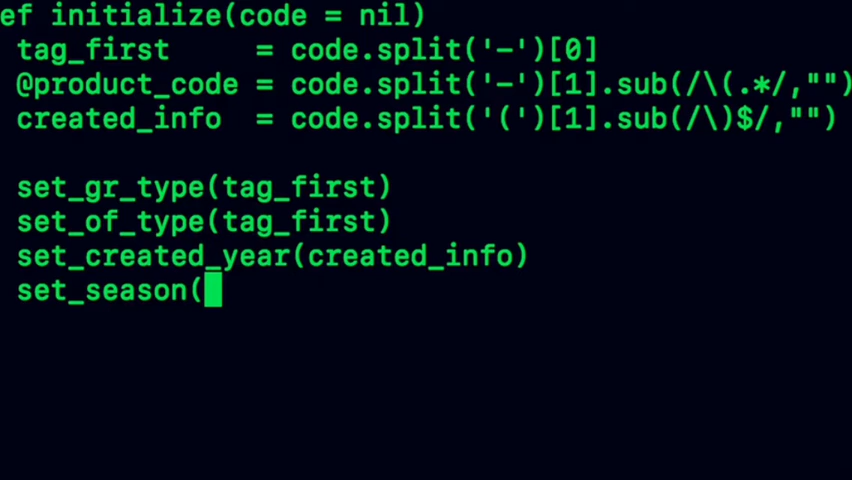 ef initialize(code = nil)
tag_first     = code.split('-')[0]
@product_code = code.split('-')[1].sub(/\(.*/,"")
created_info  = code.split('(')[1].sub(/\)$/,"")
set_gr_type(tag_first)
set_of_type(tag_first)
set_created_year(created_info)
set_season(